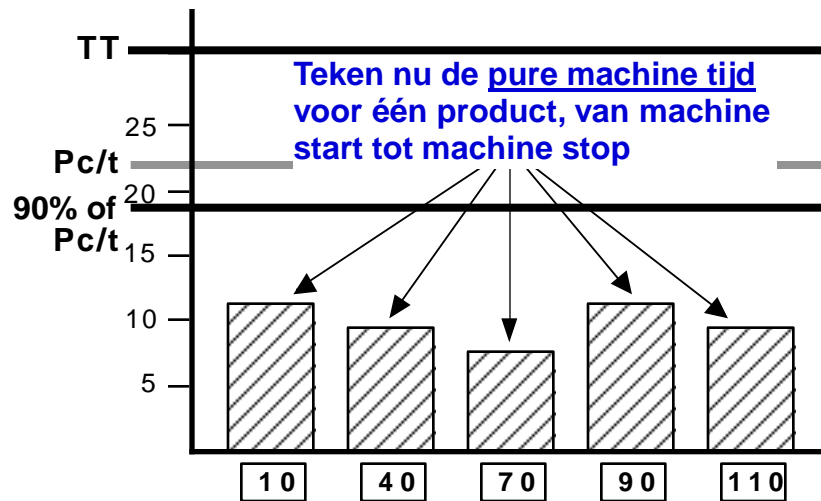 TT
Teken nu de pure machine tijd
voor één product, van machine
start tot machine stop
25
Pc/t
20
90% of
Pc/t
15
10
5
10 40 70 90 110